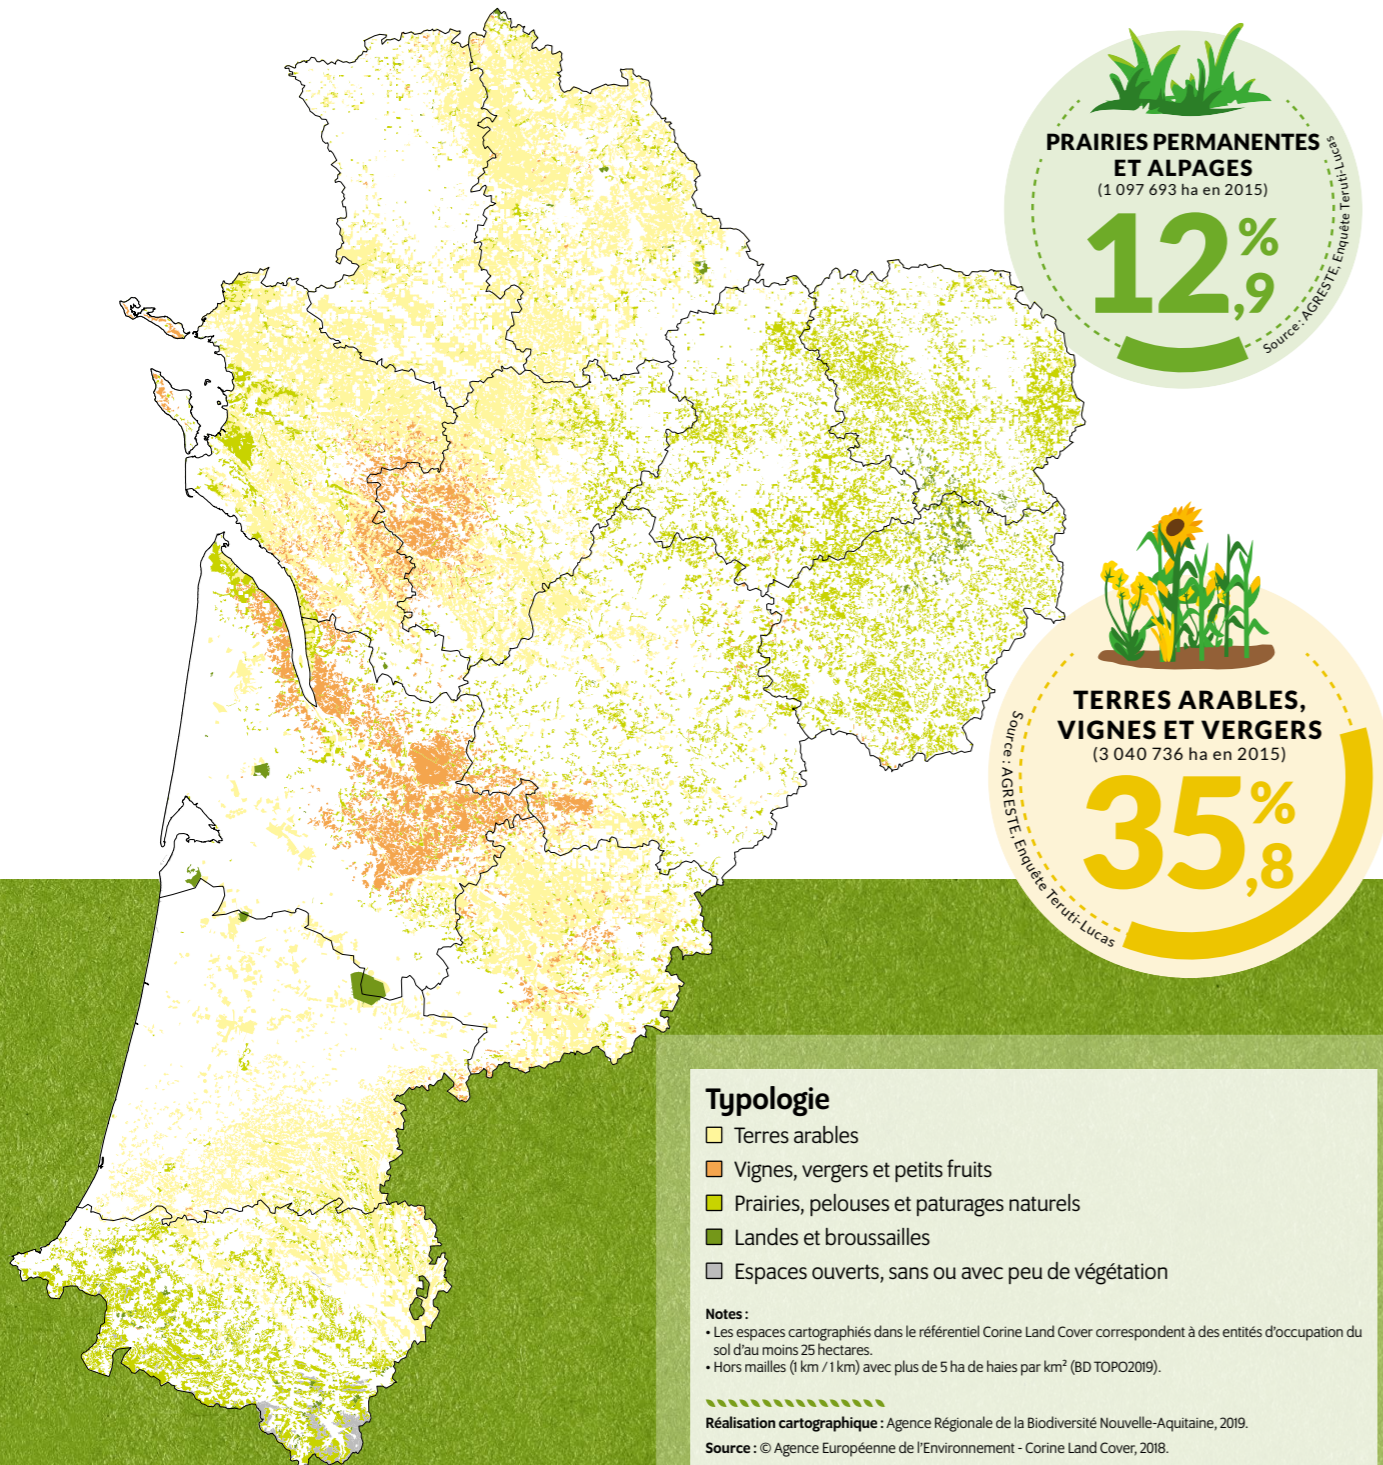 PRAIRIES PERMANENTES
ET ALPAGES
(1 097 693 ha en 2015)
12,9 %
Source : AGRESTE, Enquête Teruti-Lucas
TERRES ARABLES,
VIGNES ET VERGERS
(3 040 736 ha en 2015)
35,8 %
Source : AGRESTE, Enquête Teruti-Lucas
Typologie
Terres arables
Vignes, vergers et petits fruits
Prairies, pelouses et paturages naturels
Landes et broussailles
Espaces ouverts, sans ou avec peu de végétation
Notes :
• Les espaces cartographiés dans le référentiel Corine Land Cover correspondent à des entités d'occupation du
sol d'au moins 25 hectares.
• Hors mailles (1 km / 1 km) avec plus de 5 ha de haies par km² (BD TOPO2019).
Réalisation cartographique : Agence Régionale de la Biodiversité Nouvelle-Aquitaine, 2019.
Source : © Agence Européenne de l'Environnement - Corine Land Cover, 2018.